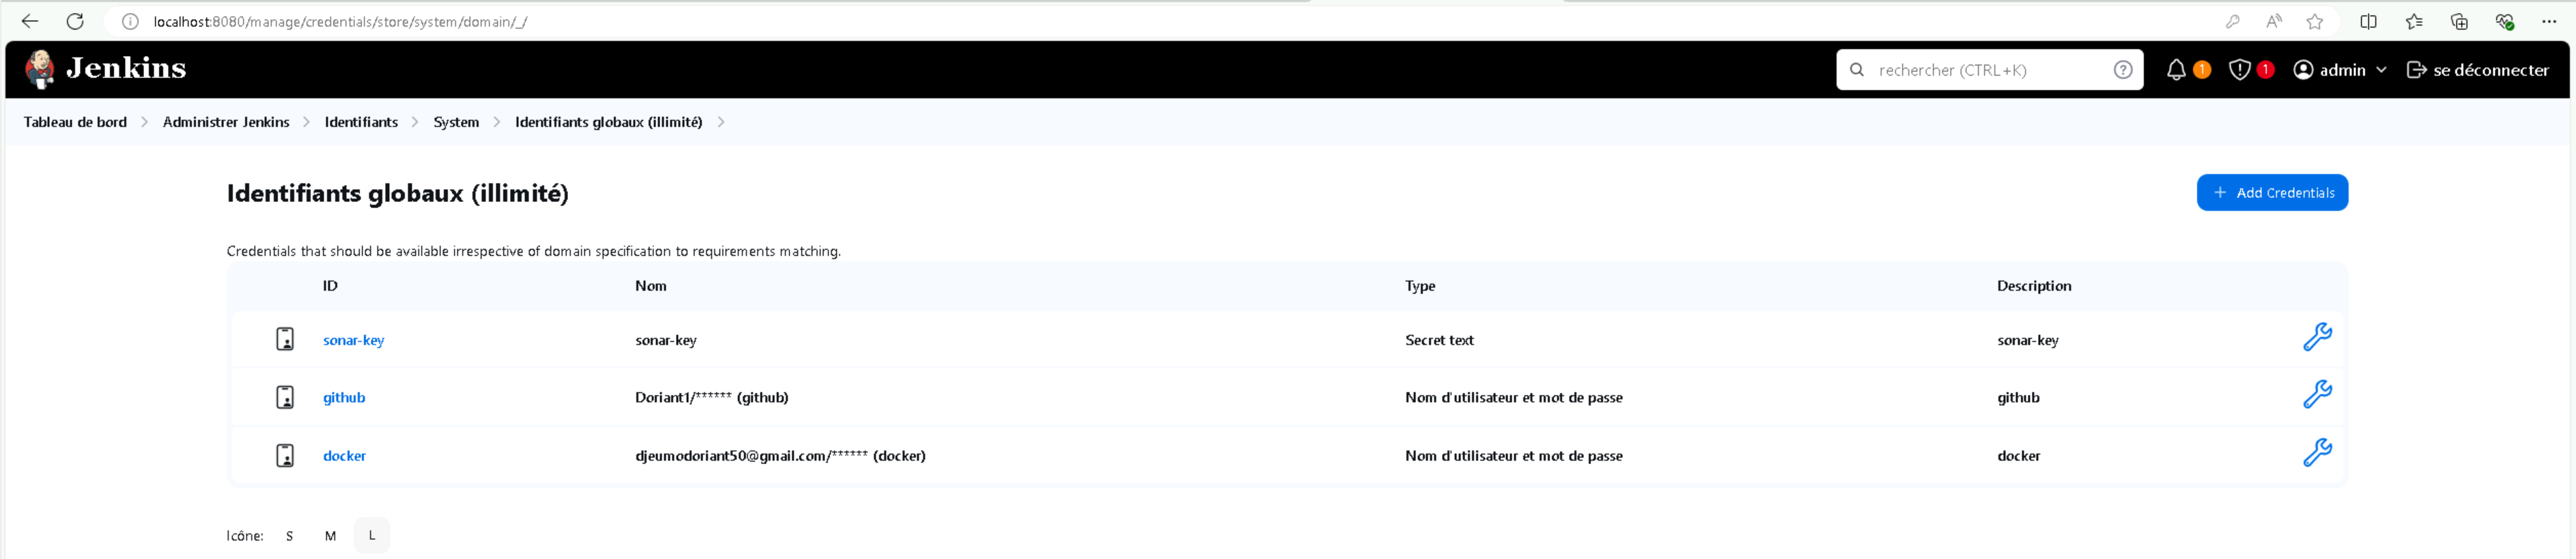 localhost:8080/manage/credentials/store/system/domain/_/
Jenkins
rechercher (CTRL+K)
1
1
admin
se déconnecter
Tableau de bord > Administrer Jenkins > Identifiants > System > Identifiants globaux (illimité) >
Identifiants globaux (illimité)
+ Add Credentials
Credentials that should be available irrespective of domain specification to requirements matching.
ID Nom Type Description
sonar-key sonar-key Secret text sonar-key
github Doriant1/****** (github) Nom d'utilisateur et mot de passe github
docker djeumodoriant50@gmail.com/****** (docker) Nom d'utilisateur et mot de passe docker
Icône: S M L